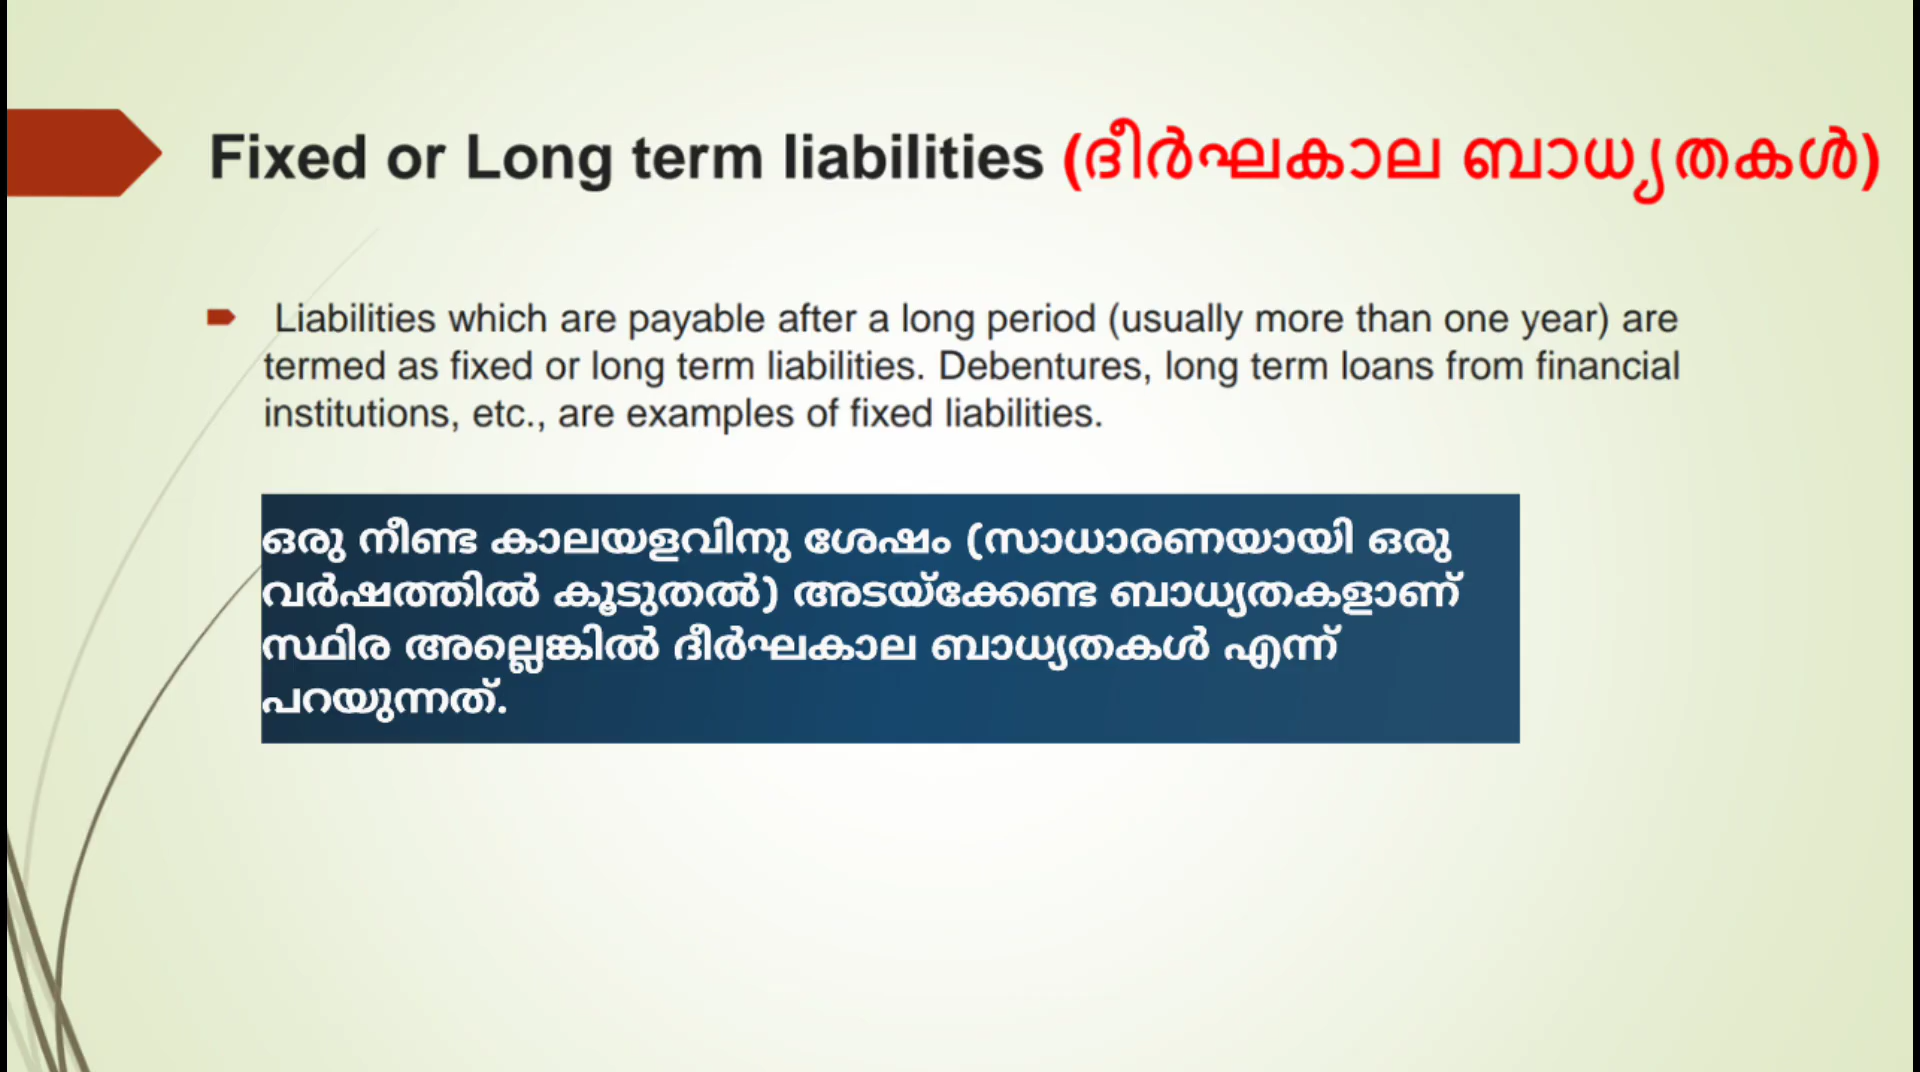 Fixed or Long term liabilities (ദീർഘകാല ബാധ്യതകൾ)
Liabilities which are payable after a long period (usually more than one year) are
termed as fixed or long term liabilities. Debentures, long term loans from financial
institutions, etc., are examples of fixed liabilities.
ഒരു നീണ്ട കാലയളവിനു ശേഷം (സാധാരണയായി ഒരു
വർഷത്തിൽ കൂടുതൽ) അടയ്ക്കേണ്ട ബാധ്യതകളാണ്
സ്ഥിര അല്ലെങ്കിൽ ദീർഘകാല ബാധ്യതകൾ എന്ന്
പറയുന്നത്.